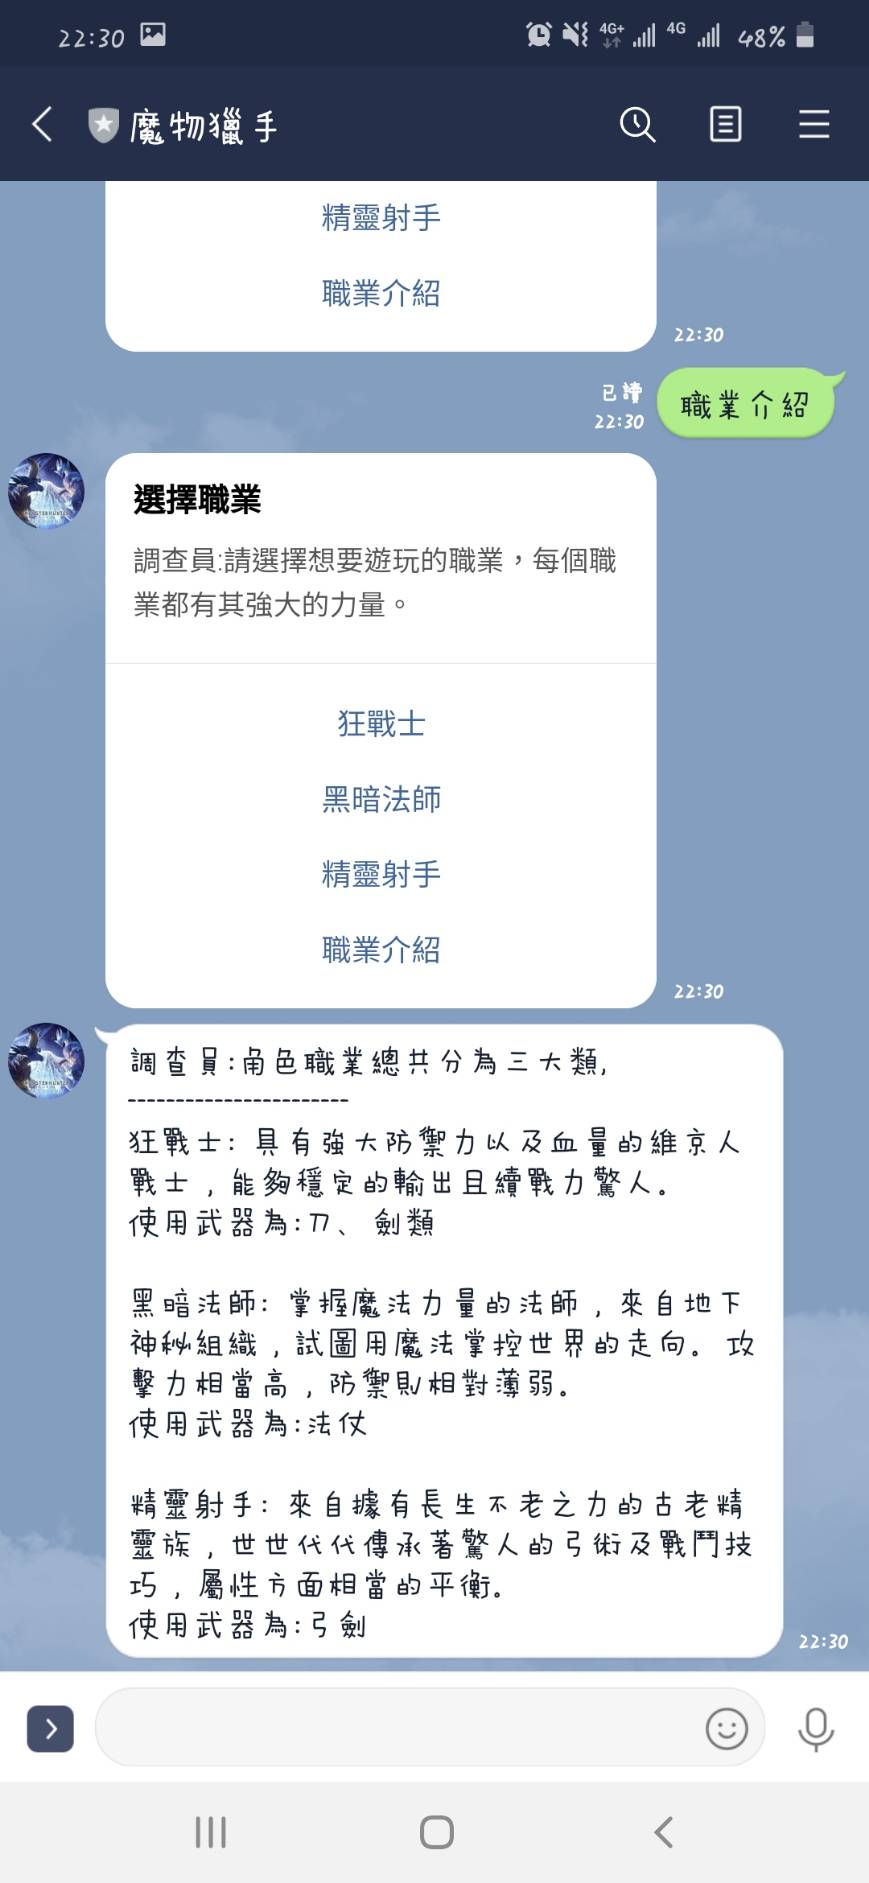 22:30 4G+ 4G 48%
魔物獵手
精靈射手
職業介紹
22:30
已讀
22:30
職業介紹
選擇職業
調查員:請選擇想要遊玩的職業，每個職
業都有其強大的力量。
狂戰士
黑暗法師
精靈射手
職業介紹
22:30
調查員:角色職業總共分為三大類,
-----------------------
狂戰士: 具有強大防禦力以及血量的維京人
戰士，能夠穩定的輸出且續戰力驚人。
使用武器為:刀、劍類
黑暗法師: 掌握魔法力量的法師，來自地下
神秘組織，試圖用魔法掌控世界的走向。攻
擊力相當高，防禦則相對薄弱。
使用武器為:法仗
精靈射手: 來自據有長生不老之力的古老精
靈族，世世代代傳承著驚人的弓術及戰鬥技
巧，屬性方面相當的平衡。
使用武器為:弓劍
22:30